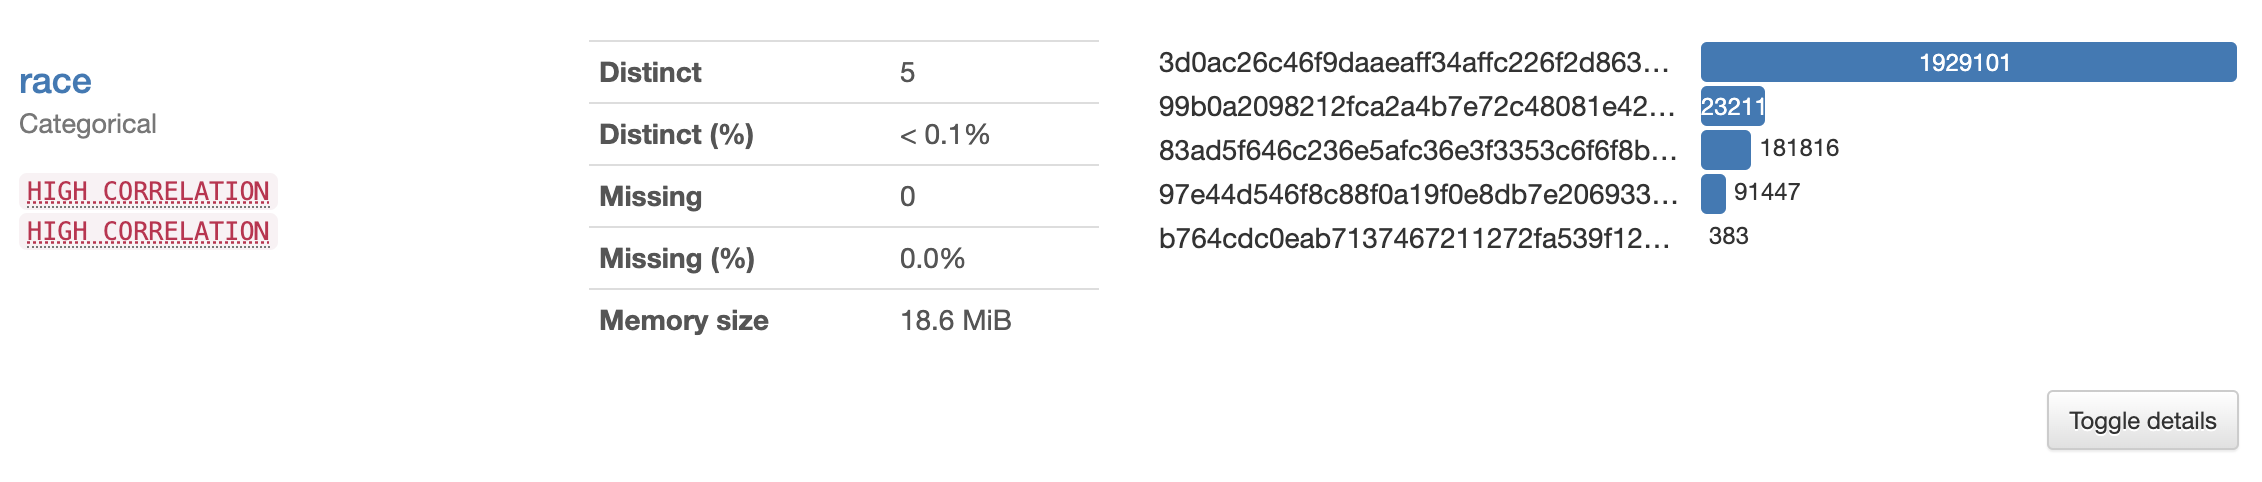 race
Categorical
HIGH CORRELATION
HIGH CORRELATION
Distinct 5
Distinct (%) < 0.1%
Missing 0
Missing (%) 0.0%
Memory size 18.6 MiB
3d0ac26c46f9daaeaff34affc226f2d863… 1929101
99b0a2098212fca2a4b7e72c48081e42… 23211
83ad5f646c236e5afc36e3f3353c6f6f8b… 181816
97e44d546f8c88f0a19f0e8db7e206933… 91447
b764cdc0eab7137467211272fa539f12… 383
Toggle details